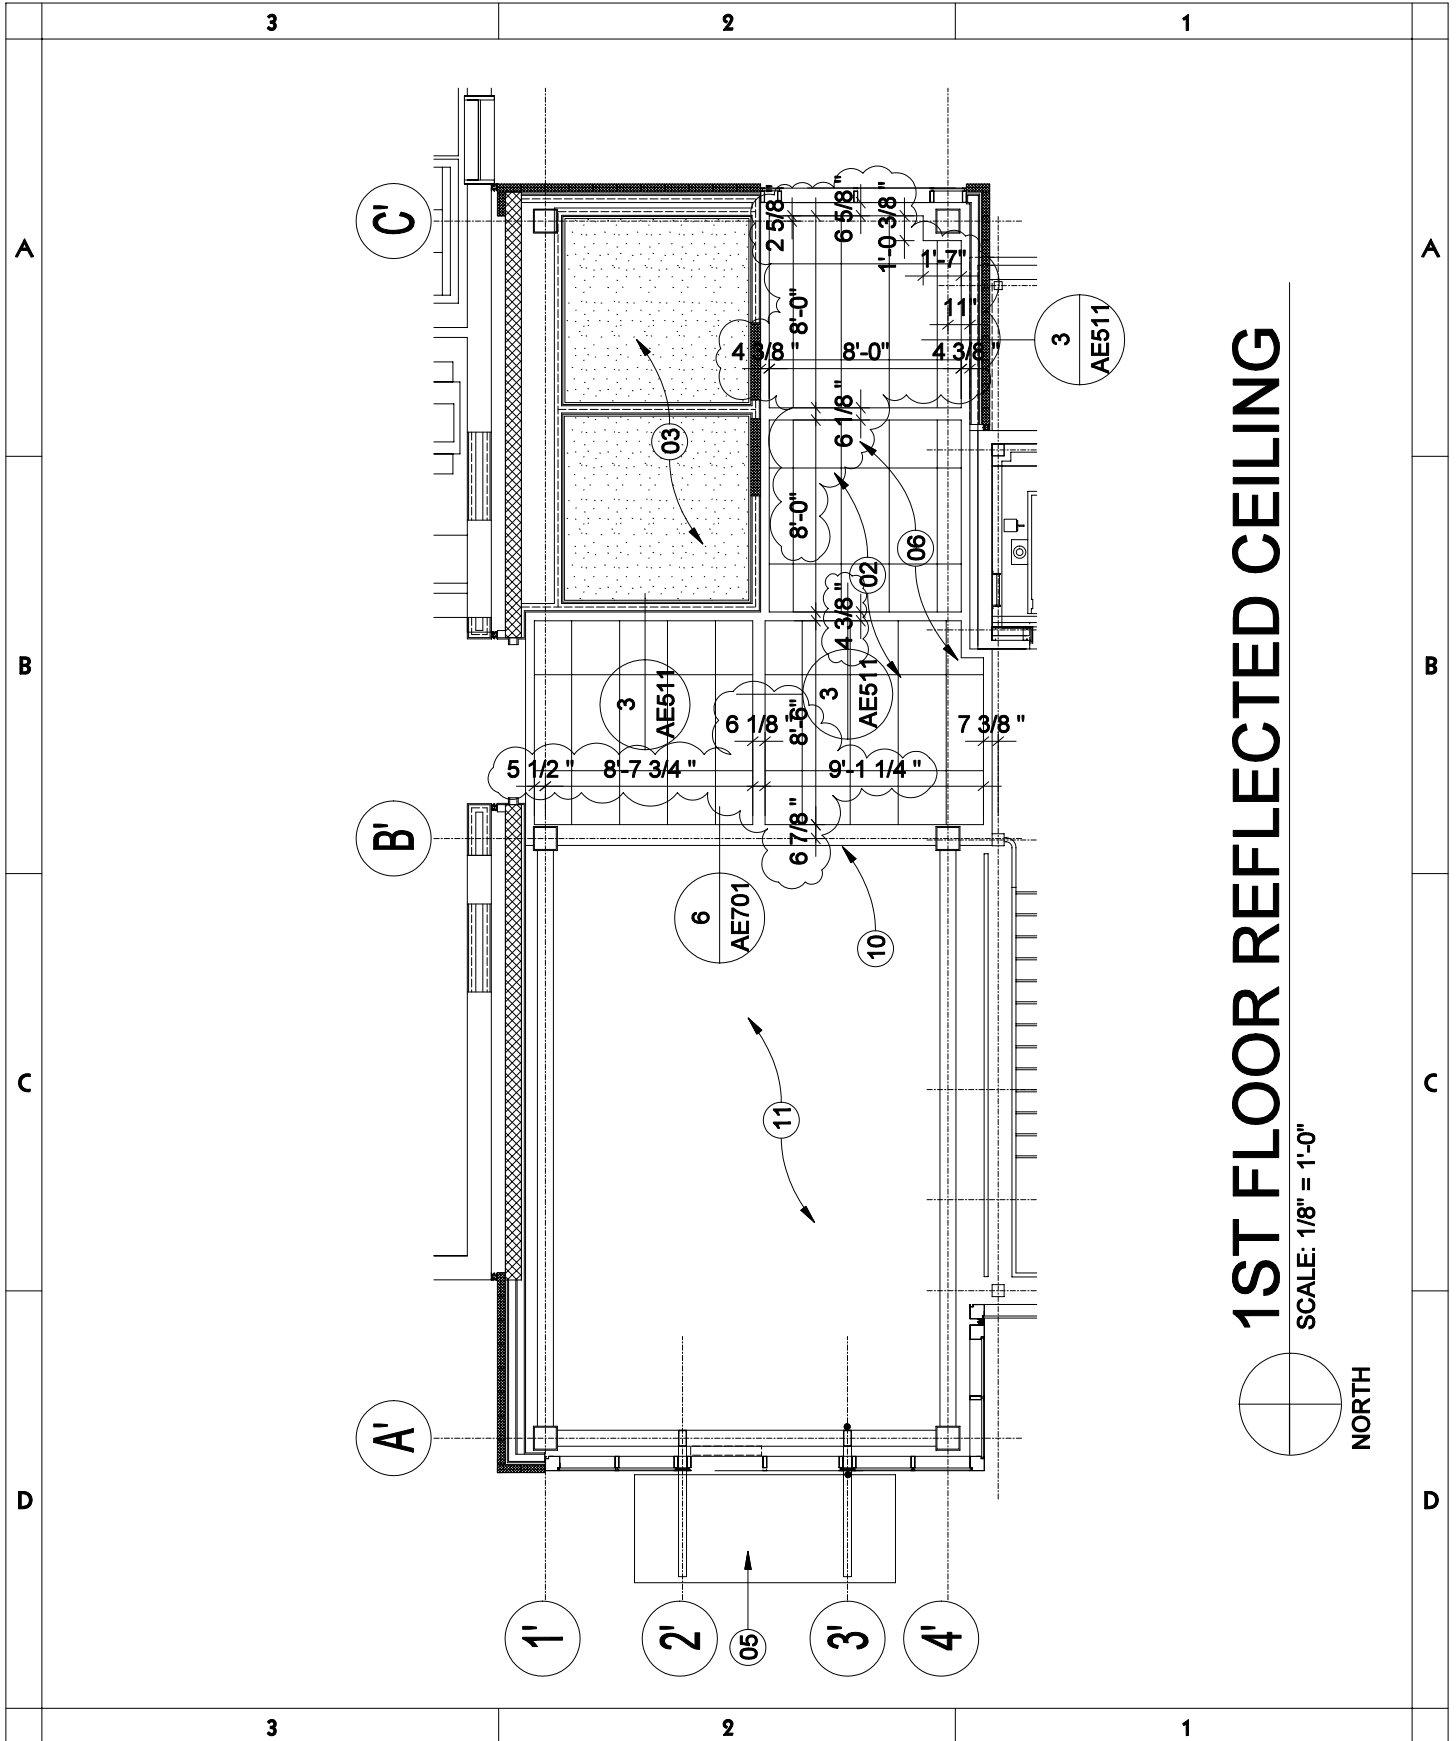 3 2 1
A A
B B
C C
D D
3 2 1
C'
B'
A'
1'
2'
3'
4'
2 5/8 "
6 5/8 "
1'-0 3/8 "
1'-7"
11"
8'-0"
4 3/8 "
8'-0"
4 3/8 "
3
AE511
6 1/8 "
03
8'-0"
06
02
4 3/8 "
3
AE511
3
AE511
6 1/8 "
8'-6"
7 3/8 "
5 1/2 "
8'-7 3/4 "
9'-1 1/4 "
6 7/8 "
6
AE701
10
11
05
1ST FLOOR REFLECTED CEILING
SCALE: 1/8" = 1'-0"
NORTH